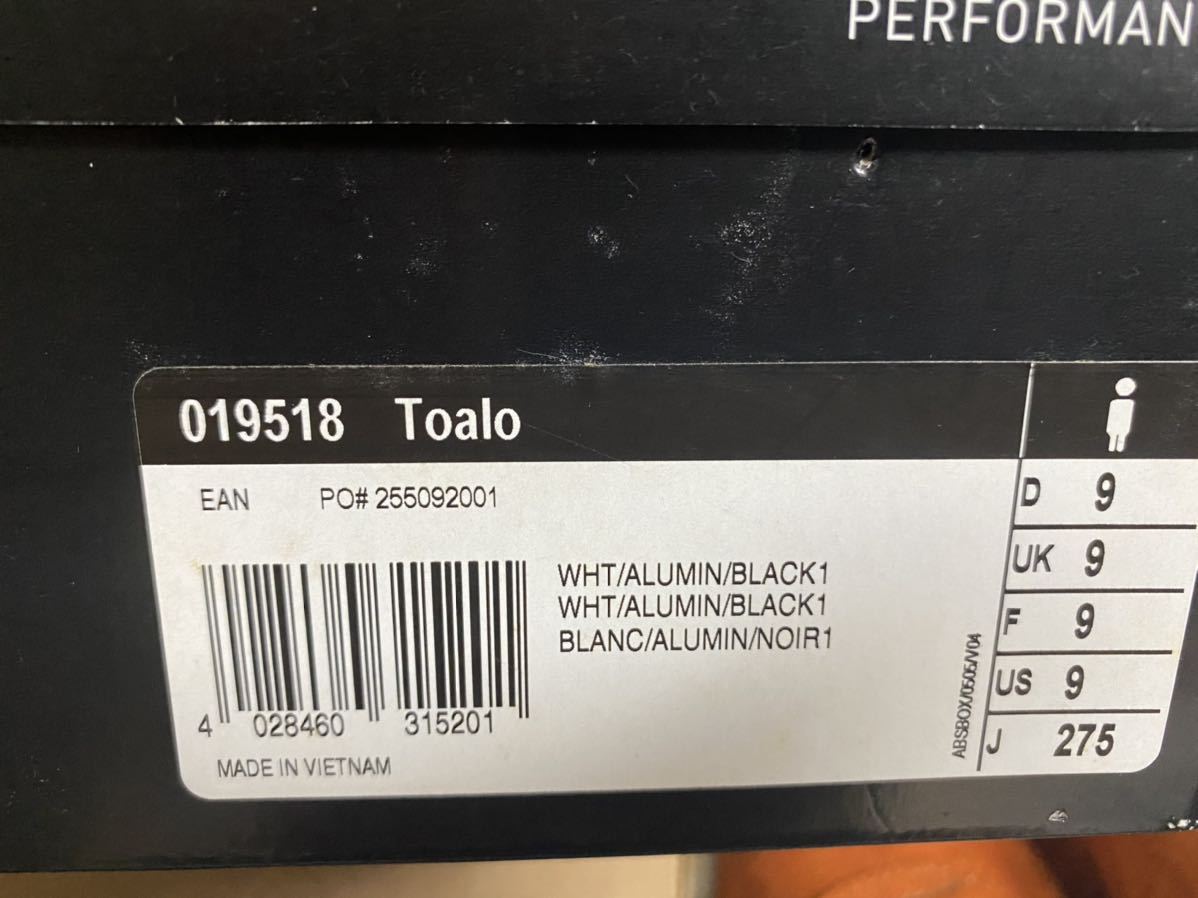 PERFORMAN
019518 Toalo
EAN PO# 255092001
WHT/ALUMIN/BLACK1
WHT/ALUMIN/BLACK1
BLANC/ALUMIN/NOIR1
4 028460 315201
MADE IN VIETNAM
ABSBOX/0505/V04
D 9
UK 9
F 9
US 9
J 275